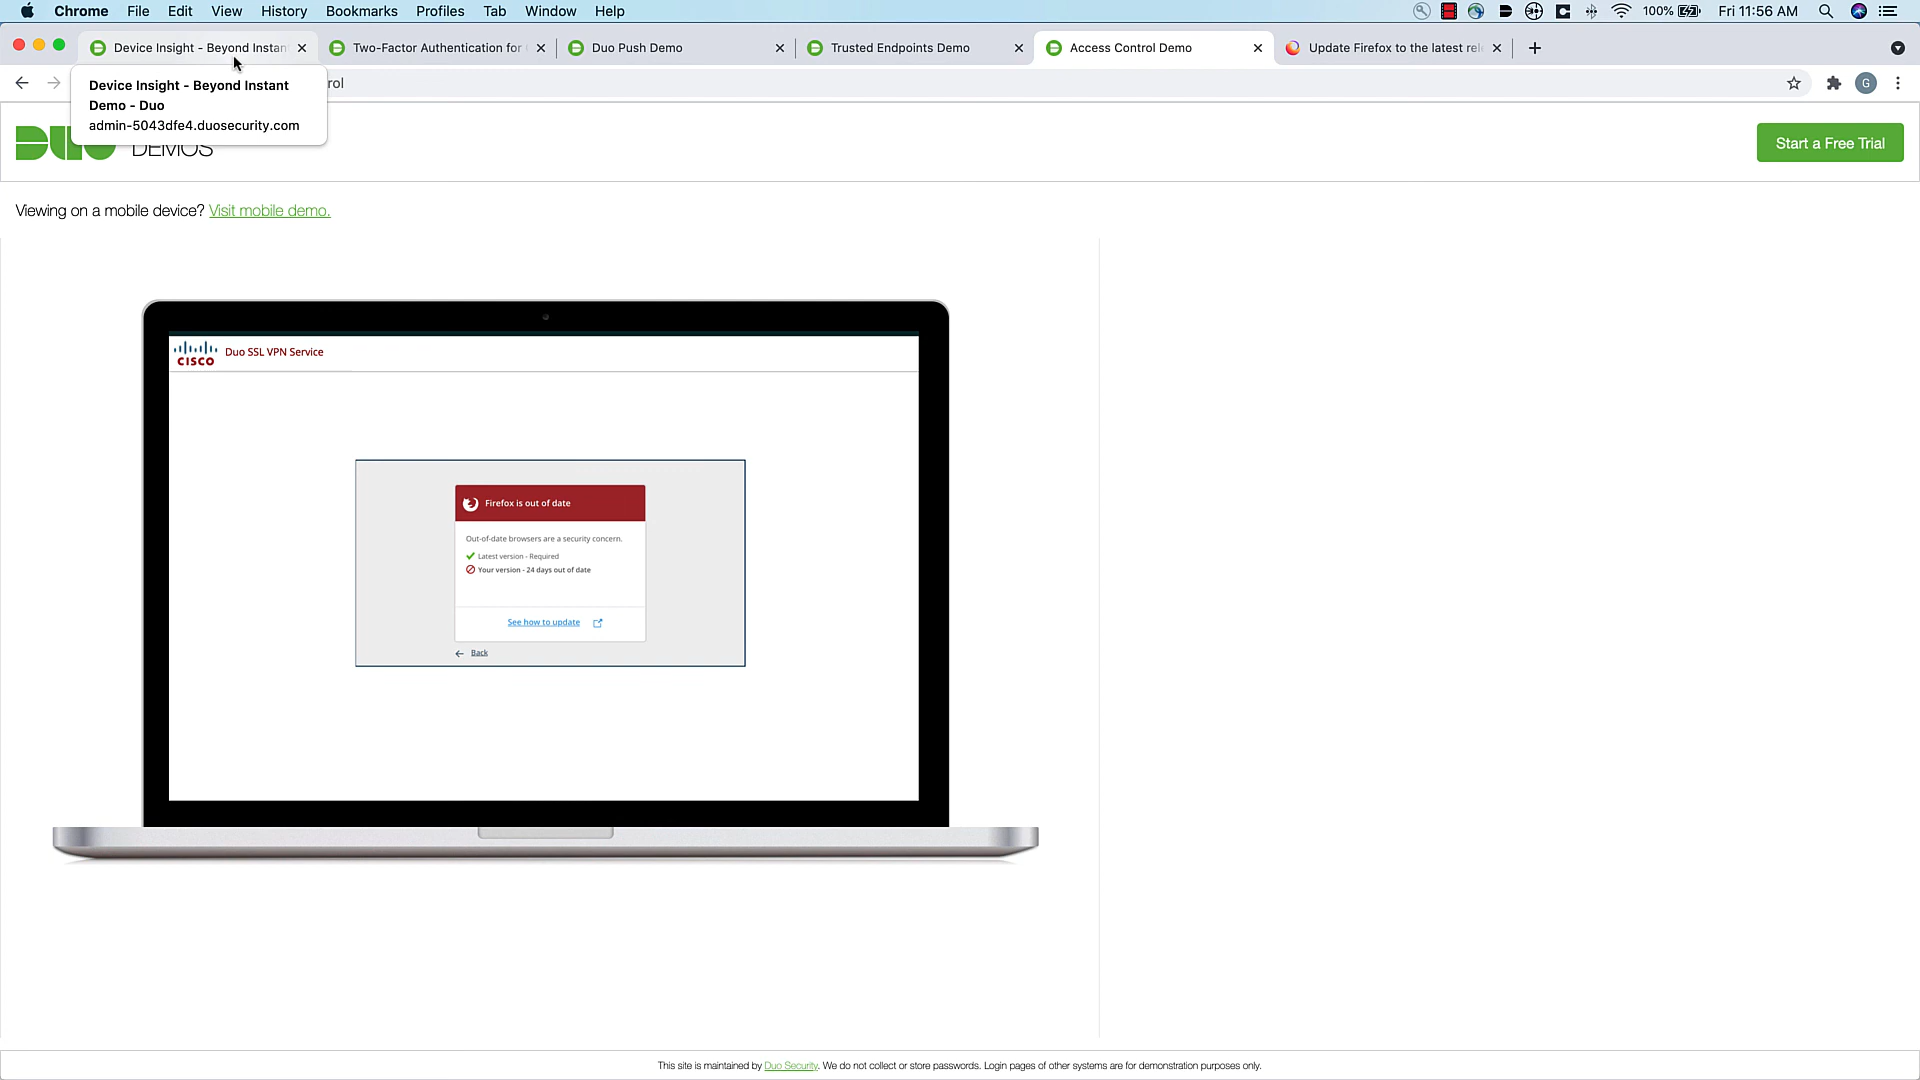 Chrome File Edit View History Bookmarks Profiles Tab Window Help 100% Fri 11:56 AM
Device Insight - Beyond Instan Two-Factor Authentication for Duo Push Demo Trusted Endpoints Demo Access Control Demo Update Firefox to the latest rel
rol G
Device Insight - Beyond Instant
Demo - Duo
admin-5043dfe4.duosecurity.com
DUO DEMOS
Start a Free Trial
Viewing on a mobile device? Visit mobile demo.
CISCO Duo SSL VPN Service
Firefox is out of date
Out-of-date browsers are a security concern.
Latest version - Required
Your version - 24 days out of date
See how to update
Back
This site is maintained by Duo Security. We do not collect or store passwords. Login pages of other systems are for demonstration purposes only.